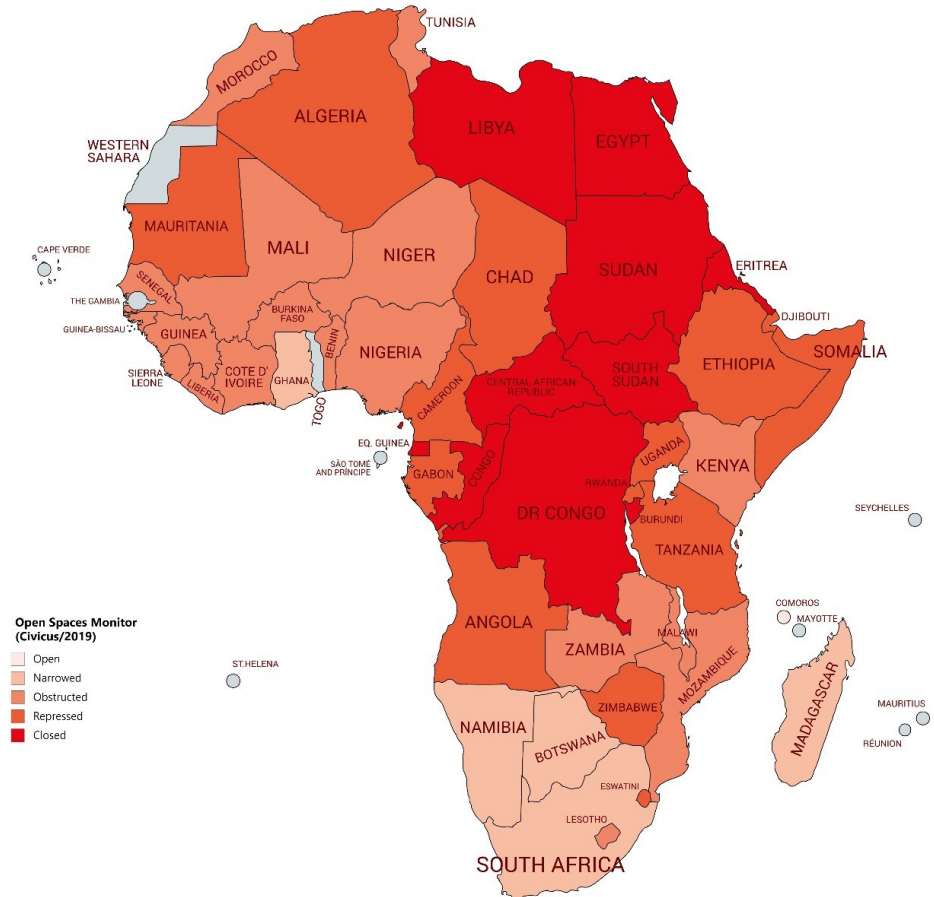 TUNISIA
MOROCCO
ALGERIA
LIBYA
EGYPT
WESTERN
SAHARA
MAURITANIA
MALI
NIGER
CHAD
SUDAN
ERITREA
CAPE VERDE
SENEGAL
THE GAMBIA
GUINEA-BISSAU
GUINEA
BURKINA
FASO
BENIN
NIGERIA
DJIBOUTI
SOMALIA
ETHIOPIA
SIERRA
LEONE
LIBERIA
COTE D'
IVOIRE
GHANA
TOGO
CAMEROON
CENTRAL AFRICAN
REPUBLIC
SOUTH
SUDAN
EQ. GUINEA
SÃO TOMÉ
AND PRÍNCIPE
GABON
CONGO
UGANDA
KENYA
RWANDA
DR CONGO
BURUNDI
TANZANIA
SEYCHELLES
COMOROS
MAYOTTE
ANGOLA
ZAMBIA
MALAWI
MOZAMBIQUE
ST.HELENA
NAMIBIA
ZIMBABWE
BOTSWANA
MADAGASCAR
MAURITIUS
RÉUNION
ESWATINI
LESOTHO
SOUTH AFRICA
Open Spaces Monitor
(Civicus/2019)
Open
Narrowed
Obstructed
Repressed
Closed